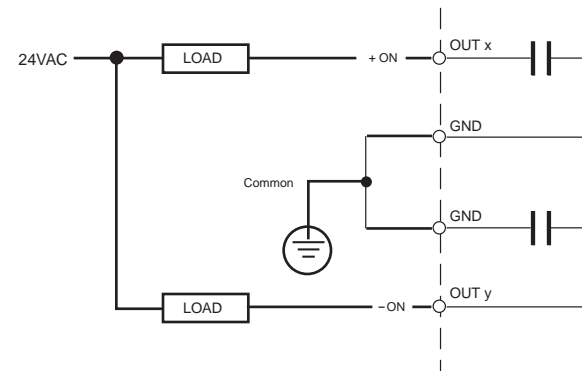 OUT x
24VAC
LOAD
+ ON
GND
Common
GND
OUT y
LOAD
−ON